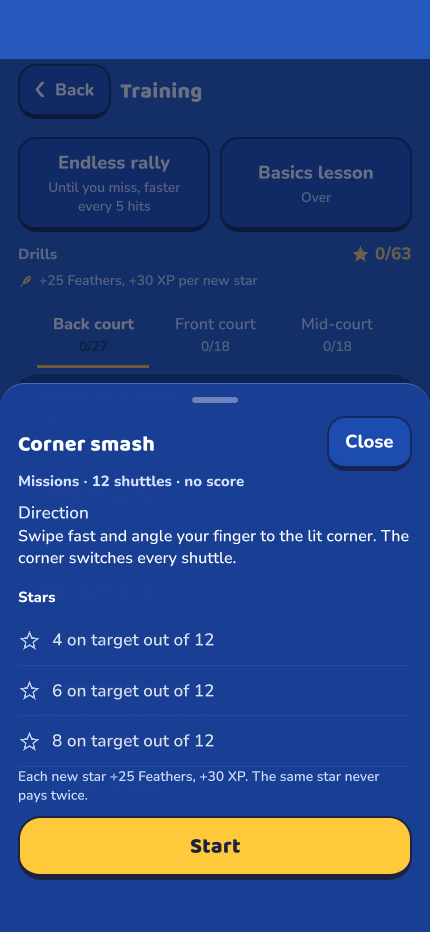 Back
Training
Endless rally
Until you miss, faster
every 5 hits
Basics lesson
Over
Drills
0/63
+25 Feathers, +30 XP per new star
Back court
0/27
Front court
0/18
Mid-court
0/18
Corner smash
Close
Missions · 12 shuttles · no score
Direction
Swipe fast and angle your finger to the lit corner. The
corner switches every shuttle.
Stars
4 on target out of 12
6 on target out of 12
8 on target out of 12
Each new star +25 Feathers, +30 XP. The same star never
pays twice.
Start